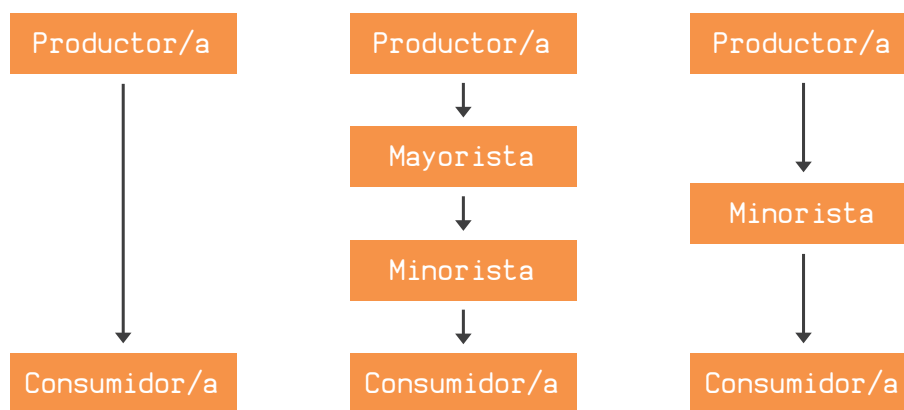 Productor/a
Consumidor/a
Productor/a
Mayorista
Minorista
Consumidor/a
Productor/a
Minorista
Consumidor/a